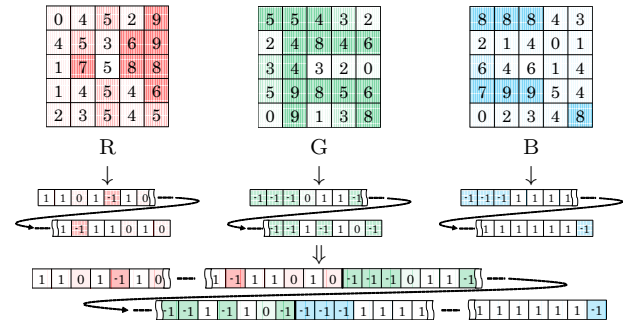 0 4 5 2 9 5 5 4 3 2 8 8 8 4 3
4 5 3 6 9 2 4 8 4 6 2 1 4 0 1
1 7 5 8 8 3 4 3 2 0 6 4 6 1 4
1 4 5 4 6 5 9 8 5 6 7 9 9 5 4
2 3 5 4 5 0 9 1 3 8 0 2 3 4 8
R G B
↓ ↓ ↓
1 1 0 1 -1 1 0 -1 -1 -1 0 1 1 -1 -1 -1 -1 1 1 1 1
1 -1 1 1 0 1 0 -1 -1 1 -1 1 0 -1 1 1 1 1 1 1 -1
⇓
1 1 0 1 -1 1 0 1 -1 1 1 0 1 0 -1 -1 -1 0 1 1 -1
-1 -1 1 -1 1 0 -1 -1 -1 -1 1 1 1 1 1 1 1 1 1 1 -1